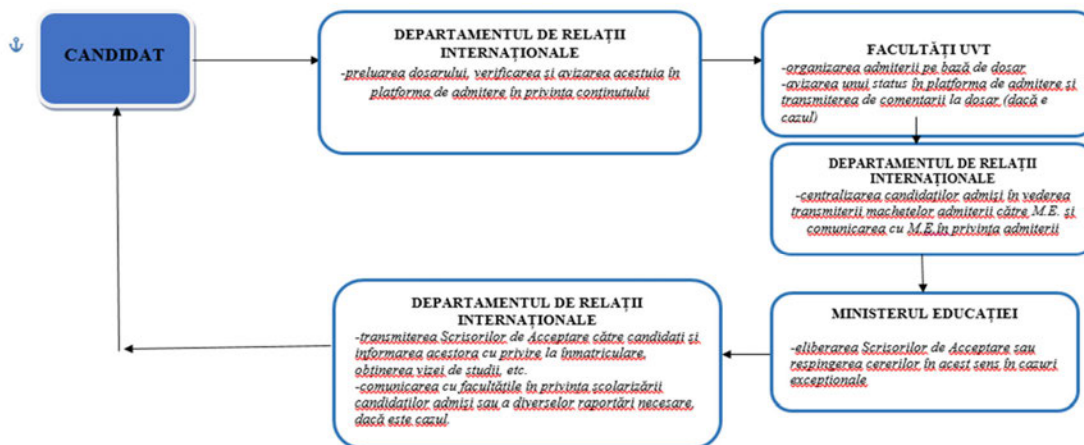 CANDIDAT
DEPARTAMENTUL DE RELAȚII
INTERNAȚIONALE
-preluarea dosarului, verificarea și avizarea acestuia în
platforma de admitere în privința conținutului
FACULTĂȚI UVT
-organizarea admiterii pe bază de dosar
-avizarea unui status în platforma de admitere și
transmiterea de comentarii la dosar (dacă e
cazul)
DEPARTAMENTUL DE RELAȚII
INTERNAȚIONALE
-centralizarea candidaților admiși în vederea
transmiterii machetelor admiterii către M.E. și
comunicarea cu M.E.în privința admiterii
MINISTERUL EDUCAȚIEI
-eliberarea Scrisorilor de Acceptare sau
respingerea cererilor în acest sens în cazuri
excepționale
DEPARTAMENTUL DE RELAȚII
INTERNAȚIONALE
-transmiterea Scrisorilor de Acceptare către candidați și
informarea acestora cu privire la înmatriculare,
obținerea vizei de studii, etc.
-comunicarea cu facultățile în privința școlarizării
candidaților admiși sau a diverselor raportări necesare,
dacă este cazul.